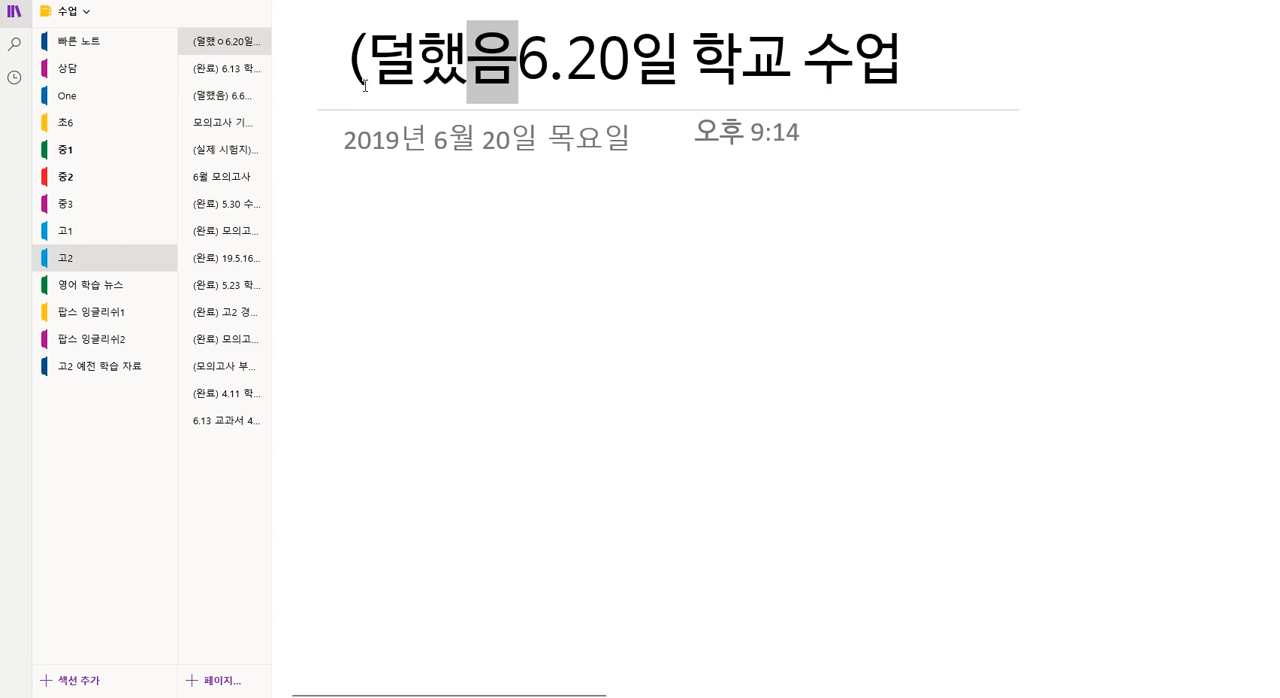 수업
빠른 노트
상담
One
초6
중1
중2
중3
고1
고2
영어 학습 뉴스
팝스 잉글리쉬1
팝스 잉글리쉬2
고2 예전 학습 자료
섹션 추가
(덜했ㅇ6.20일...
(완료) 6.13 학...
(덜했음) 6.6...
모의고사 기...
(실제 시험지)...
6월 모의고사
(완료) 5.30 수...
(완료) 모의고...
(완료) 19.5.16...
(완료) 5.23 학...
(완료) 고2 경...
(완료) 모의고...
(모의고사 부...
(완료) 4.11 학...
6.13 교과서 4...
페이지...
(덜했음6.20일 학교 수업
2019년 6월 20일 목요일 오후 9:14